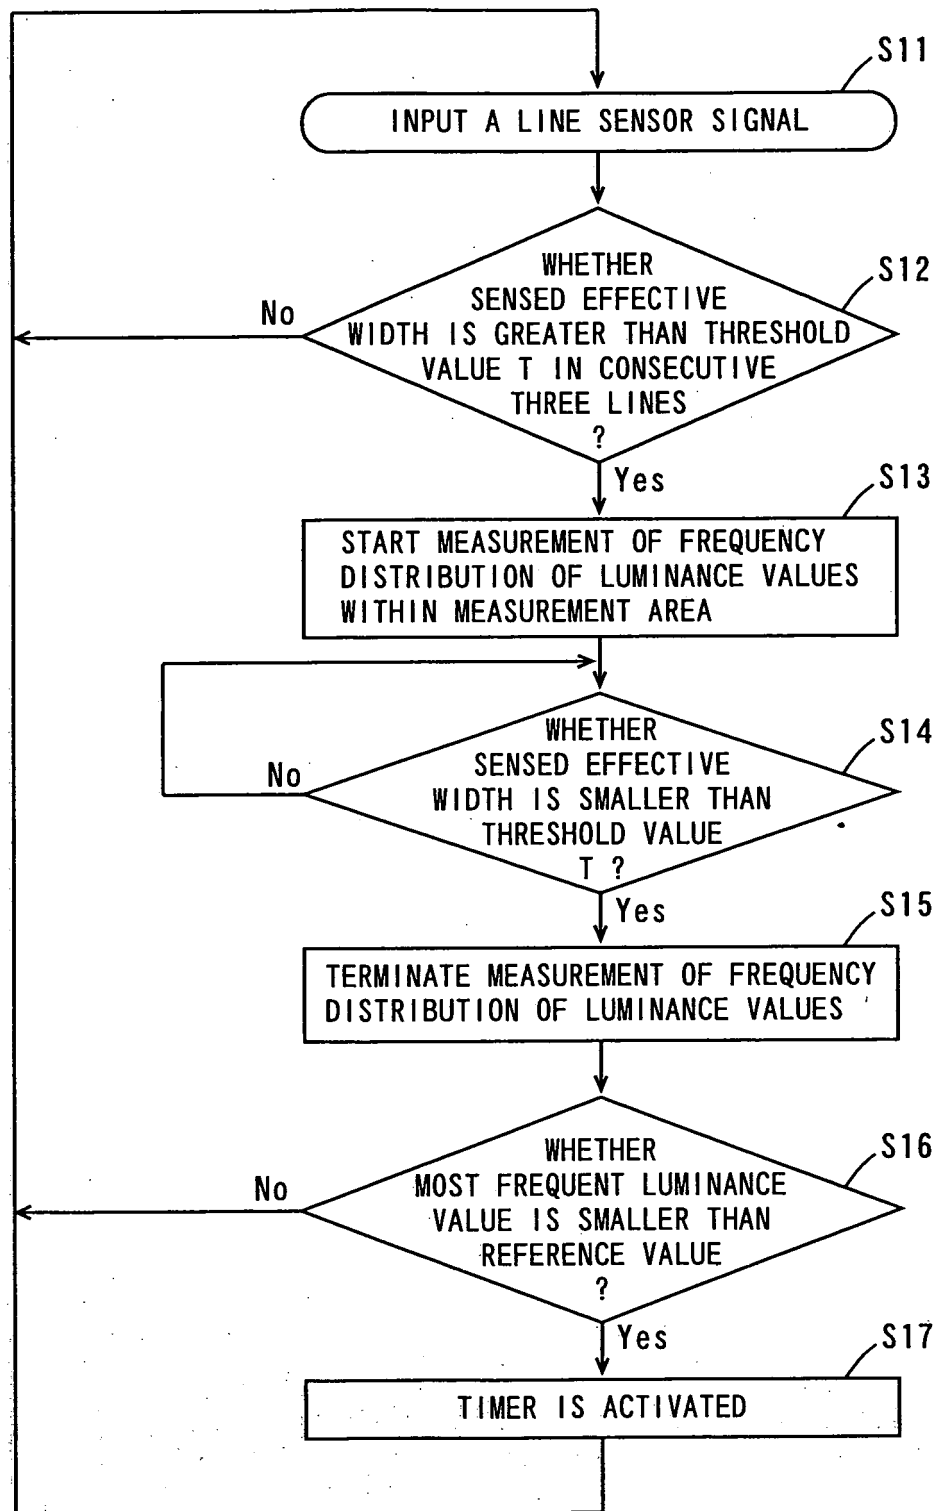 S11
INPUT A LINE SENSOR SIGNAL
S12
WHETHER
SENSED EFFECTIVE
WIDTH IS GREATER THAN THRESHOLD
VALUE T IN CONSECUTIVE
THREE LINES
?
No
Yes
S13
START MEASUREMENT OF FREQUENCY
DISTRIBUTION OF LUMINANCE VALUES
WITHIN MEASUREMENT AREA
S14
WHETHER
SENSED EFFECTIVE
WIDTH IS SMALLER THAN
THRESHOLD VALUE
T ?
No
Yes
S15
TERMINATE MEASUREMENT OF FREQUENCY
DISTRIBUTION OF LUMINANCE VALUES
S16
WHETHER
MOST FREQUENT LUMINANCE
VALUE IS SMALLER THAN
REFERENCE VALUE
?
No
Yes
S17
TIMER IS ACTIVATED